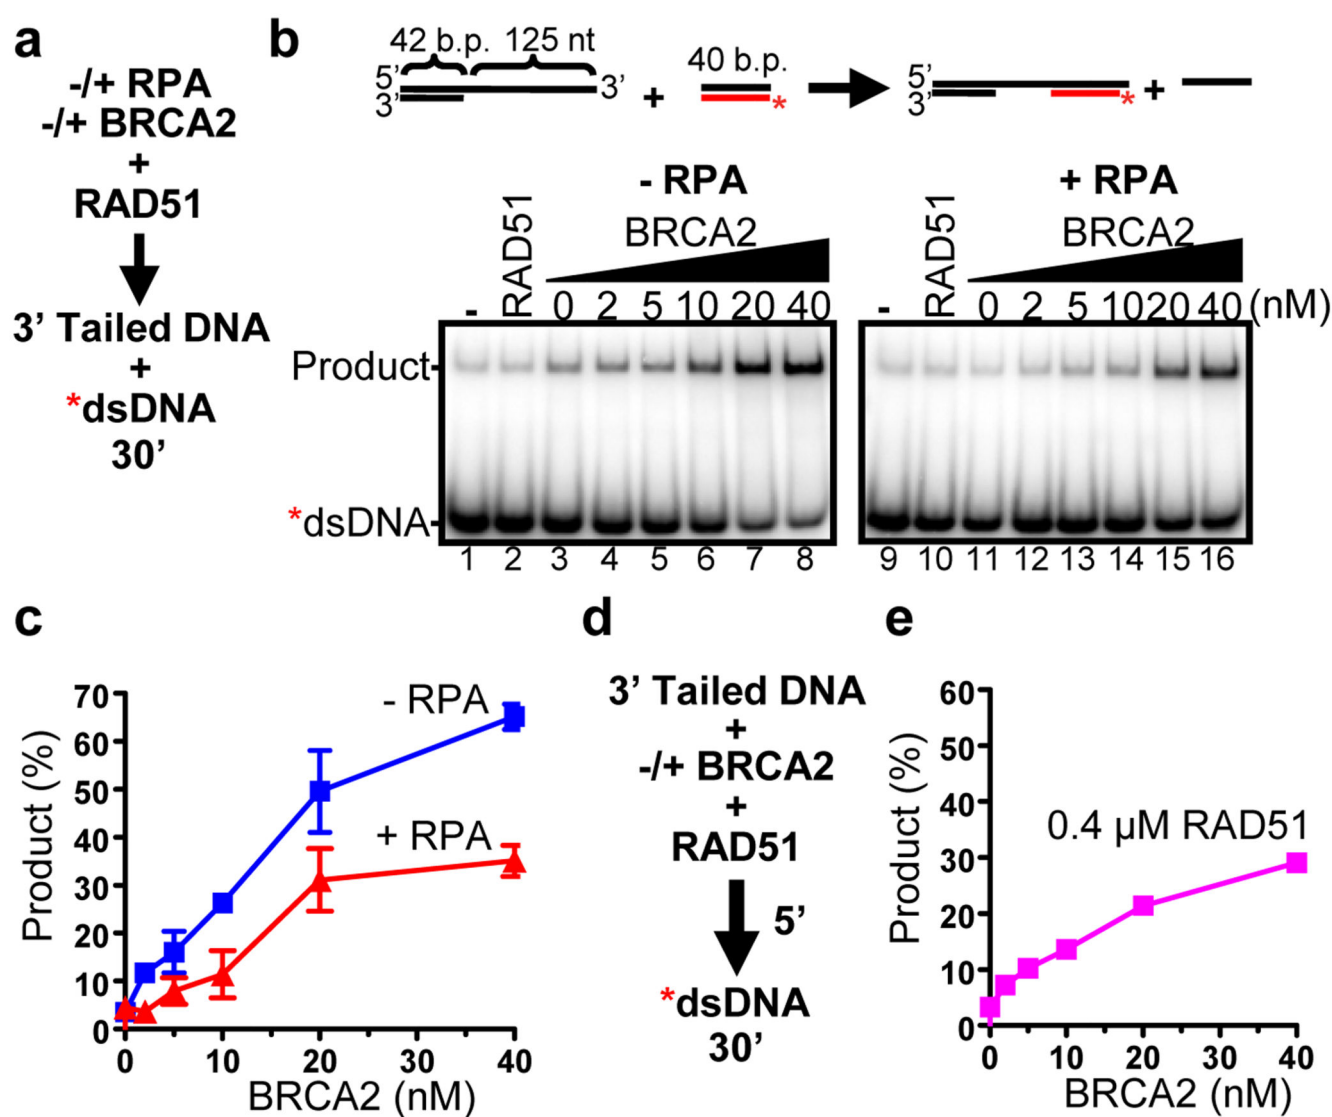 a
-/+ RPA
-/+ BRCA2
+
RAD51
3’ Tailed DNA
+
*dsDNA
30’
b
42 b.p. 125 nt
5’ 3’
3’
+
40 b.p.
*
5’
3’
* +
- RPA
BRCA2
- RAD51 0 2 5 10 20 40
+ RPA
BRCA2
- RAD51 0 2 5 10 20 40 (nM)
Product
*dsDNA
1 2 3 4 5 6 7 8
9 10 11 12 13 14 15 16
c
Product (%)
70
60
50
40
30
20
10
0
- RPA
+ RPA
0 10 20 30 40
BRCA2 (nM)
d
3’ Tailed DNA
+
-/+ BRCA2
+
RAD51
5’
*dsDNA
30’
e
Product (%)
60
50
40
30
20
10
0
0.4 µM RAD51
0 10 20 30 40
BRCA2 (nM)